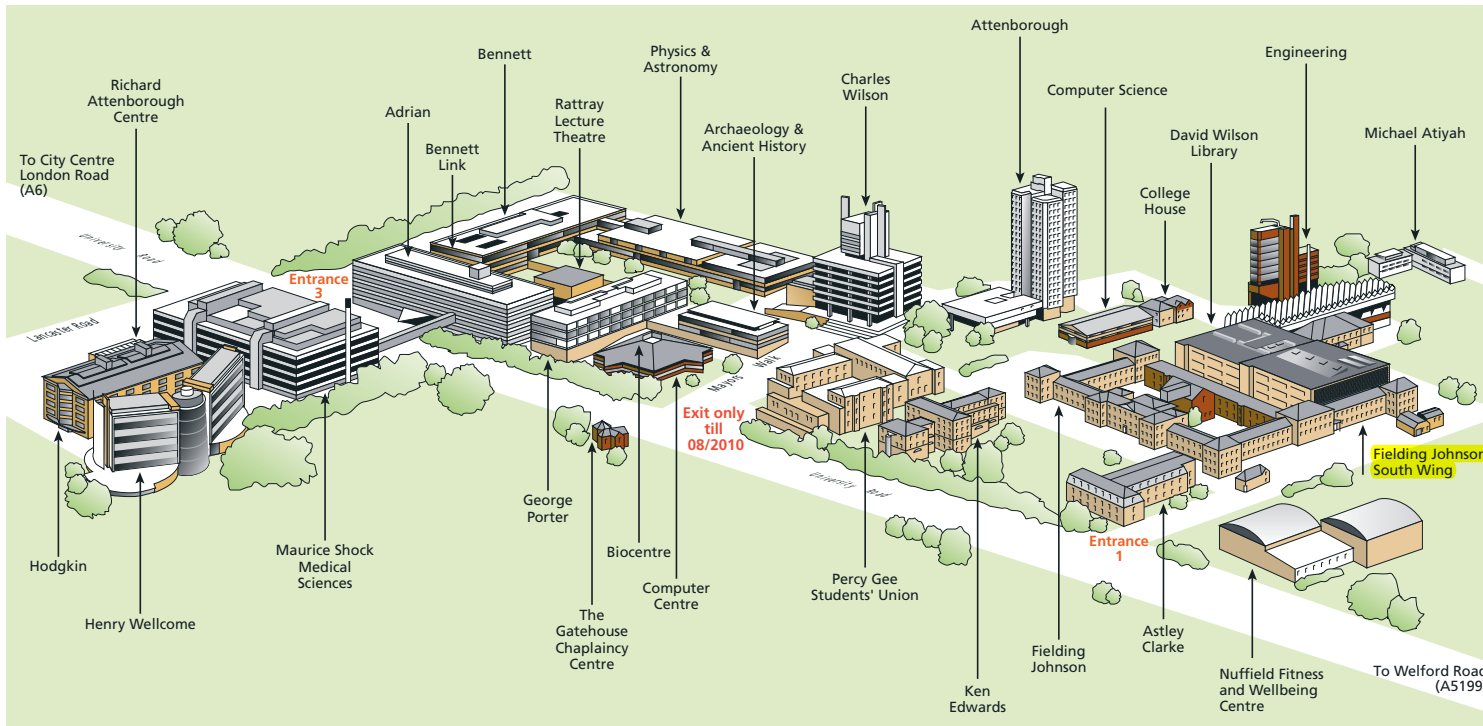 Attenborough
Bennett
Physics &
Astronomy
Engineering
Charles
Wilson
Richard
Attenborough
Centre
Computer Science
Rattray
Lecture
Theatre
Adrian
Archaeology &
Ancient History
David Wilson
Library
Michael Atiyah
Bennett
Link
To City Centre
London Road
(A6)
College
House
University Road
Entrance
3
Lancaster Road
Mayors Walk
Exit only
till
08/2010
Fielding Johnson
South Wing
University Road
George
Porter
Entrance
1
Maurice Shock
Medical
Sciences
Biocentre
Hodgkin
Computer
Centre
Percy Gee
Students' Union
Henry Wellcome
The
Gatehouse
Chaplaincy
Centre
Fielding
Johnson
Astley
Clarke
Ken
Edwards
Nuffield Fitness
and Wellbeing
Centre
To Welford Road
(A5199